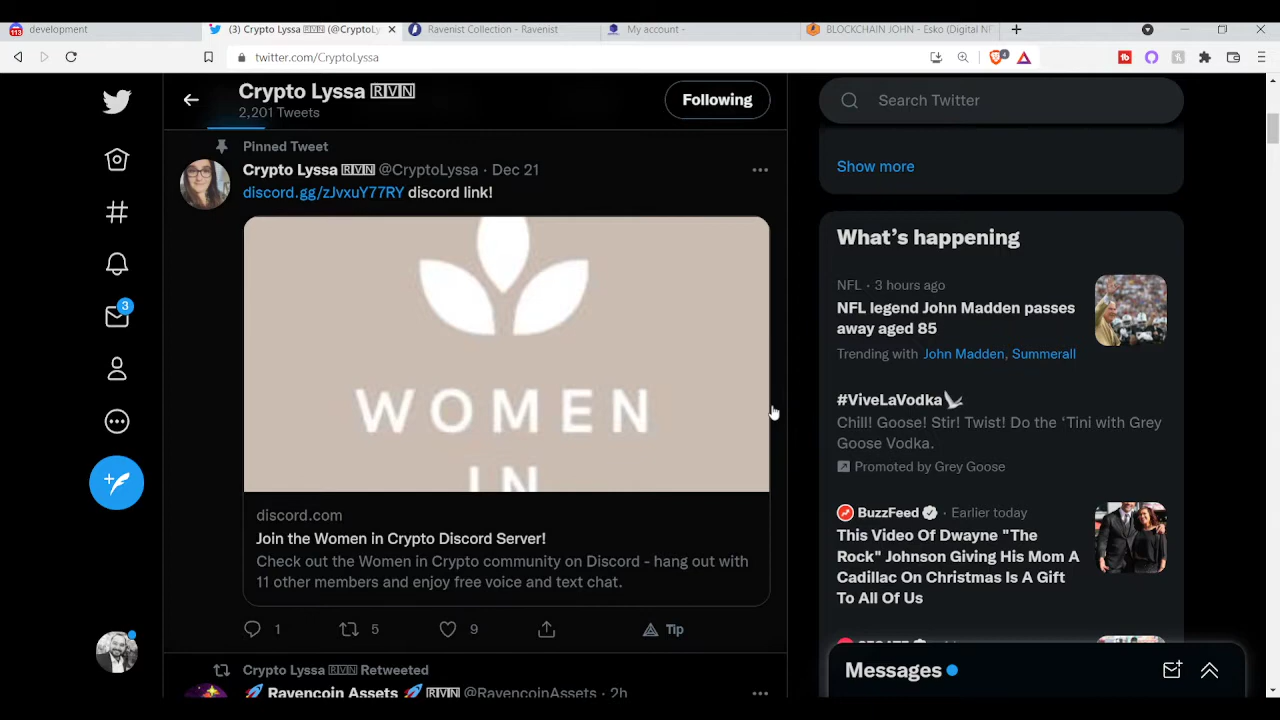 113
development
(3) Crypto Lyssa 🅁🅅🄽 (@CryptoLy
Ravenist Collection - Ravenist
My account -
BLOCKCHAIN JOHN - Esko (Digital N
twitter.com/CryptoLyssa
4
Crypto Lyssa 🅁🅅🄽
2,201 Tweets
Following
Search Twitter
Pinned Tweet
Crypto Lyssa 🅁🅅🄽 @CryptoLyssa · Dec 21
discord.gg/zJvxuY77RY discord link!
WOMEN
IN
discord.com
Join the Women in Crypto Discord Server!
Check out the Women in Crypto community on Discord - hang out with
11 other members and enjoy free voice and text chat.
1
5
9
Tip
Crypto Lyssa 🅁🅅🄽 Retweeted
🚀 Ravencoin Assets 🚀 🅁🅅🄽 @RavencoinAssets · 2h
3
Show more
What's happening
NFL · 3 hours ago
NFL legend John Madden passes
away aged 85
Trending with John Madden, Summerall
#ViveLaVodka
Chill! Goose! Stir! Twist! Do the 'Tini with Grey
Goose Vodka.
Promoted by Grey Goose
BuzzFeed · Earlier today
This Video Of Dwayne "The
Rock" Johnson Giving His Mom A
Cadillac On Christmas Is A Gift
To All Of Us
Messages